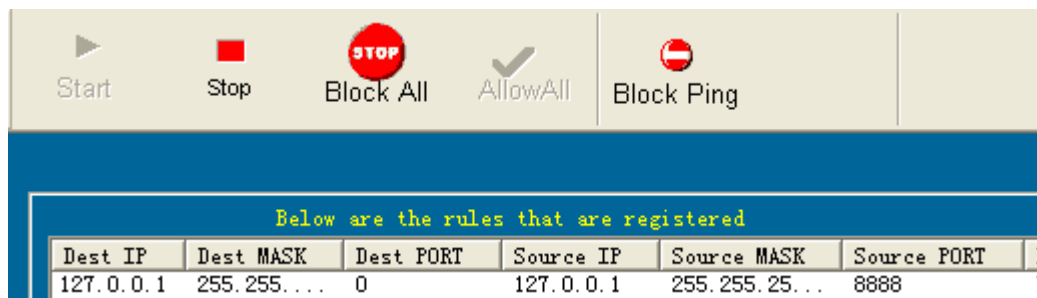 STOP
Start Stop Block All AllowAll Block Ping
Below are the rules that are registered
Dest IP Dest MASK Dest PORT Source IP Source MASK Source PORT
127.0.0.1 255.255.... 0 127.0.0.1 255.255.25... 8888